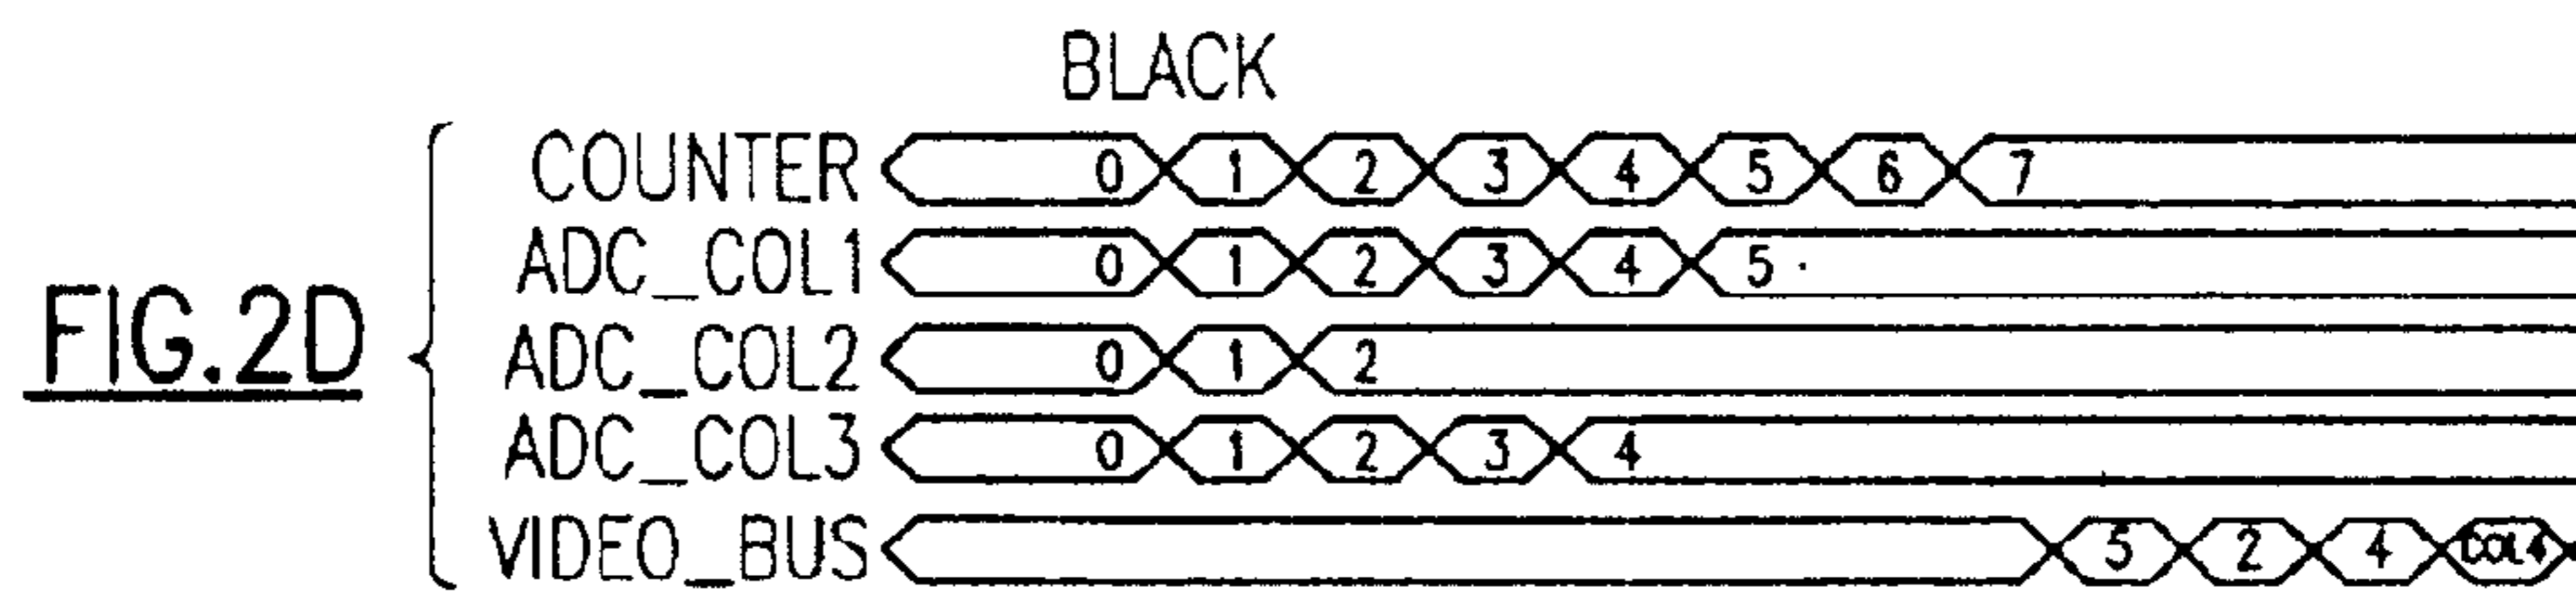 BLACK
COUNTER 0 1 2 3 4 5 6 7
ADC_COL1 0 1 2 3 4 5
FIG.2D
ADC_COL2 0 1 2
ADC_COL3 0 1 2 3 4
VIDEO_BUS 5 2 4 COL4